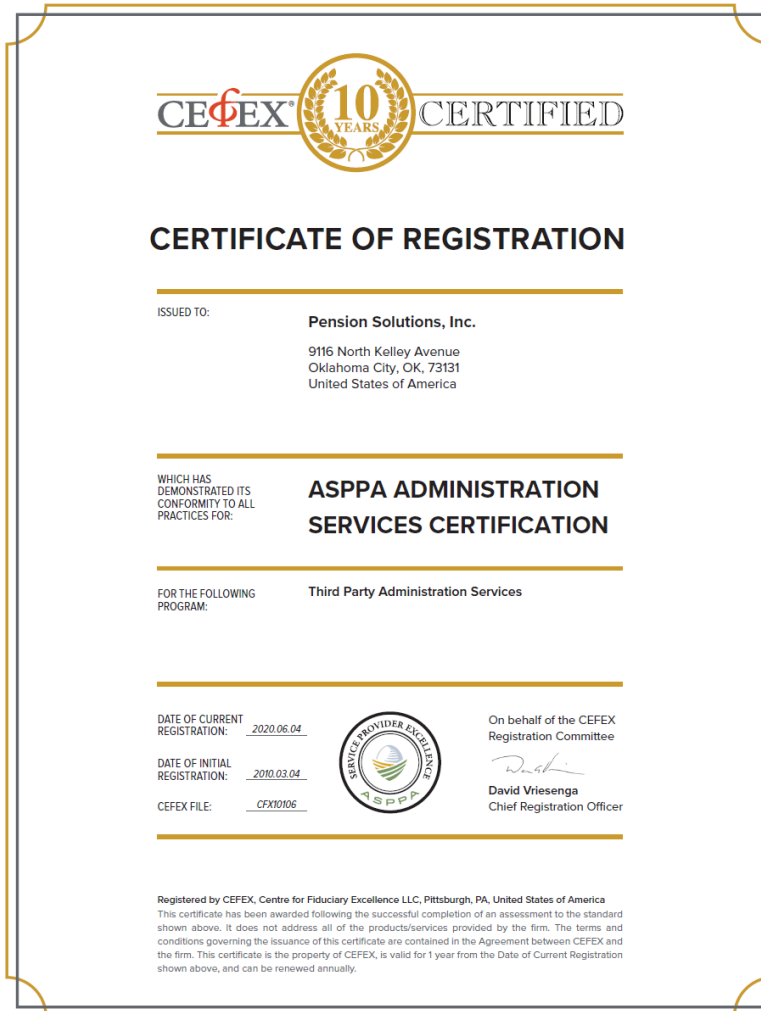 CEFEX® 10 YEARS CERTIFIED
CERTIFICATE OF REGISTRATION
ISSUED TO:
Pension Solutions, Inc.
9116 North Kelley Avenue
Oklahoma City, OK, 73131
United States of America
WHICH HAS
DEMONSTRATED ITS
CONFORMITY TO ALL
PRACTICES FOR:
ASPPA ADMINISTRATION
SERVICES CERTIFICATION
FOR THE FOLLOWING
PROGRAM:
Third Party Administration Services
DATE OF CURRENT
REGISTRATION: 2020.06.04
DATE OF INITIAL
REGISTRATION: 2010.03.04
CEFEX FILE: CFX10106
SERVICE PROVIDER EXCELLENCE
ASPPA
On behalf of the CEFEX
Registration Committee
David Vriesenga
Chief Registration Officer
Registered by CEFEX, Centre for Fiduciary Excellence LLC, Pittsburgh, PA, United States of America
This certificate has been awarded following the successful completion of an assessment to the standard
shown above. It does not address all of the products/services provided by the firm. The terms and
conditions governing the issuance of this certificate are contained in the Agreement between CEFEX and
the firm. This certificate is the property of CEFEX, is valid for 1 year from the Date of Current Registration
shown above, and can be renewed annually.